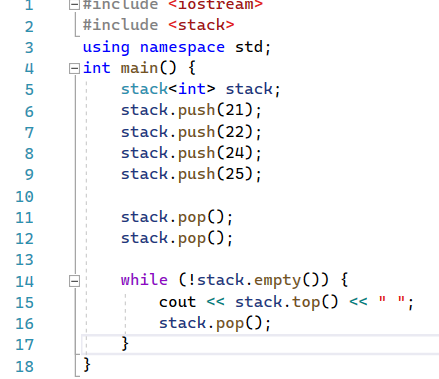 1 #include <iostream>
2 #include <stack>
3 using namespace std;
4 int main() {
5 stack<int> stack;
6 stack.push(21);
7 stack.push(22);
8 stack.push(24);
9 stack.push(25);
10
11 stack.pop();
12 stack.pop();
13
14 while (!stack.empty()) {
15 cout << stack.top() << " ";
16 stack.pop();
17 }
18 }